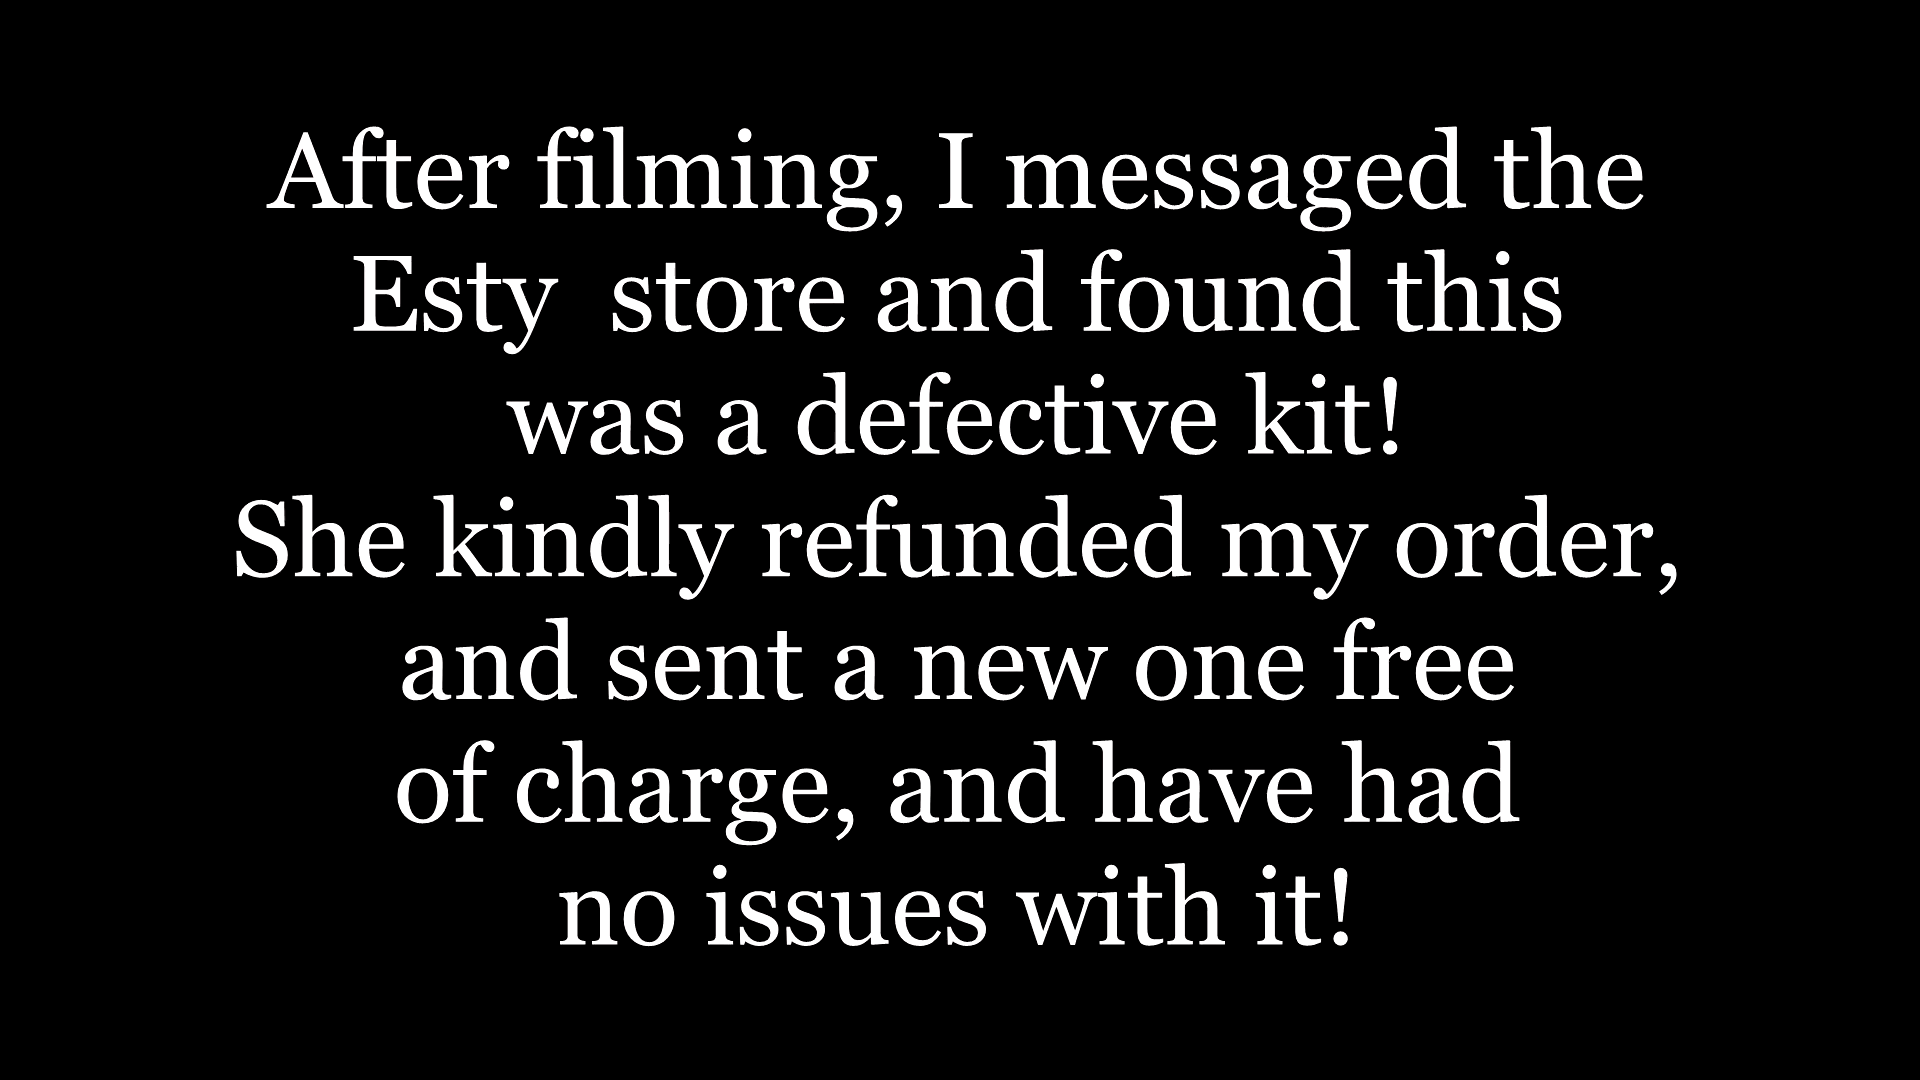 After filming, I messaged the
Esty  store and found this
was a defective kit!
She kindly refunded my order,
and sent a new one free
of charge, and have had
no issues with it!